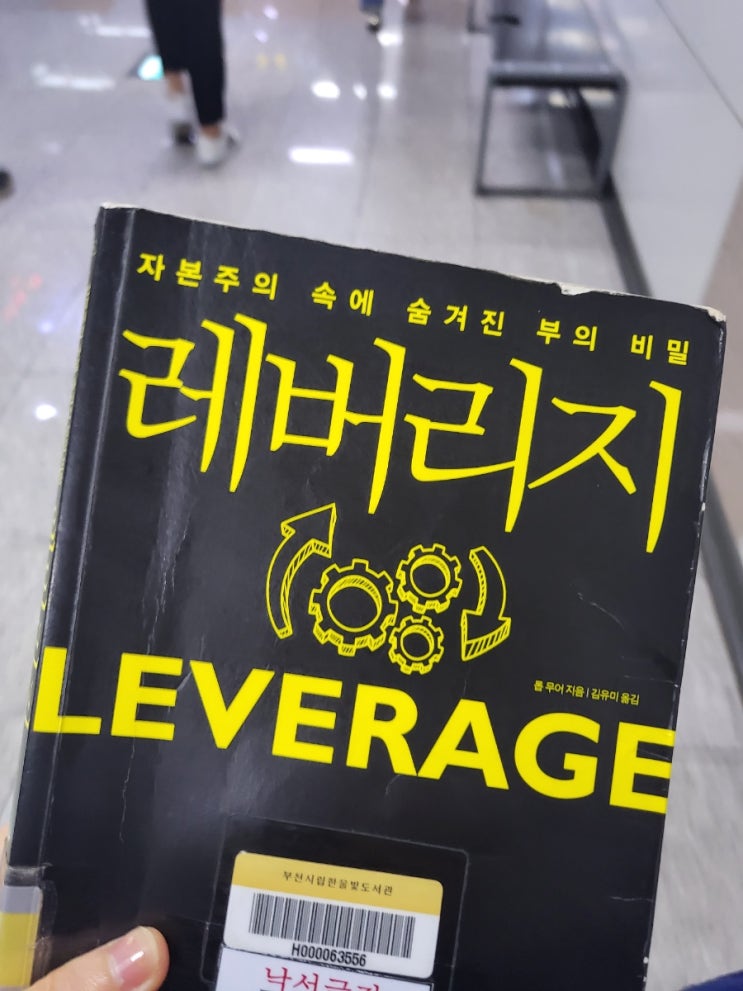 자본주의 속에 숨겨진 부의 비밀
레버리지
롭 무어 지음 | 김유미 옮김
LEVERAGE
부천시립한울빛도서관
H000063556